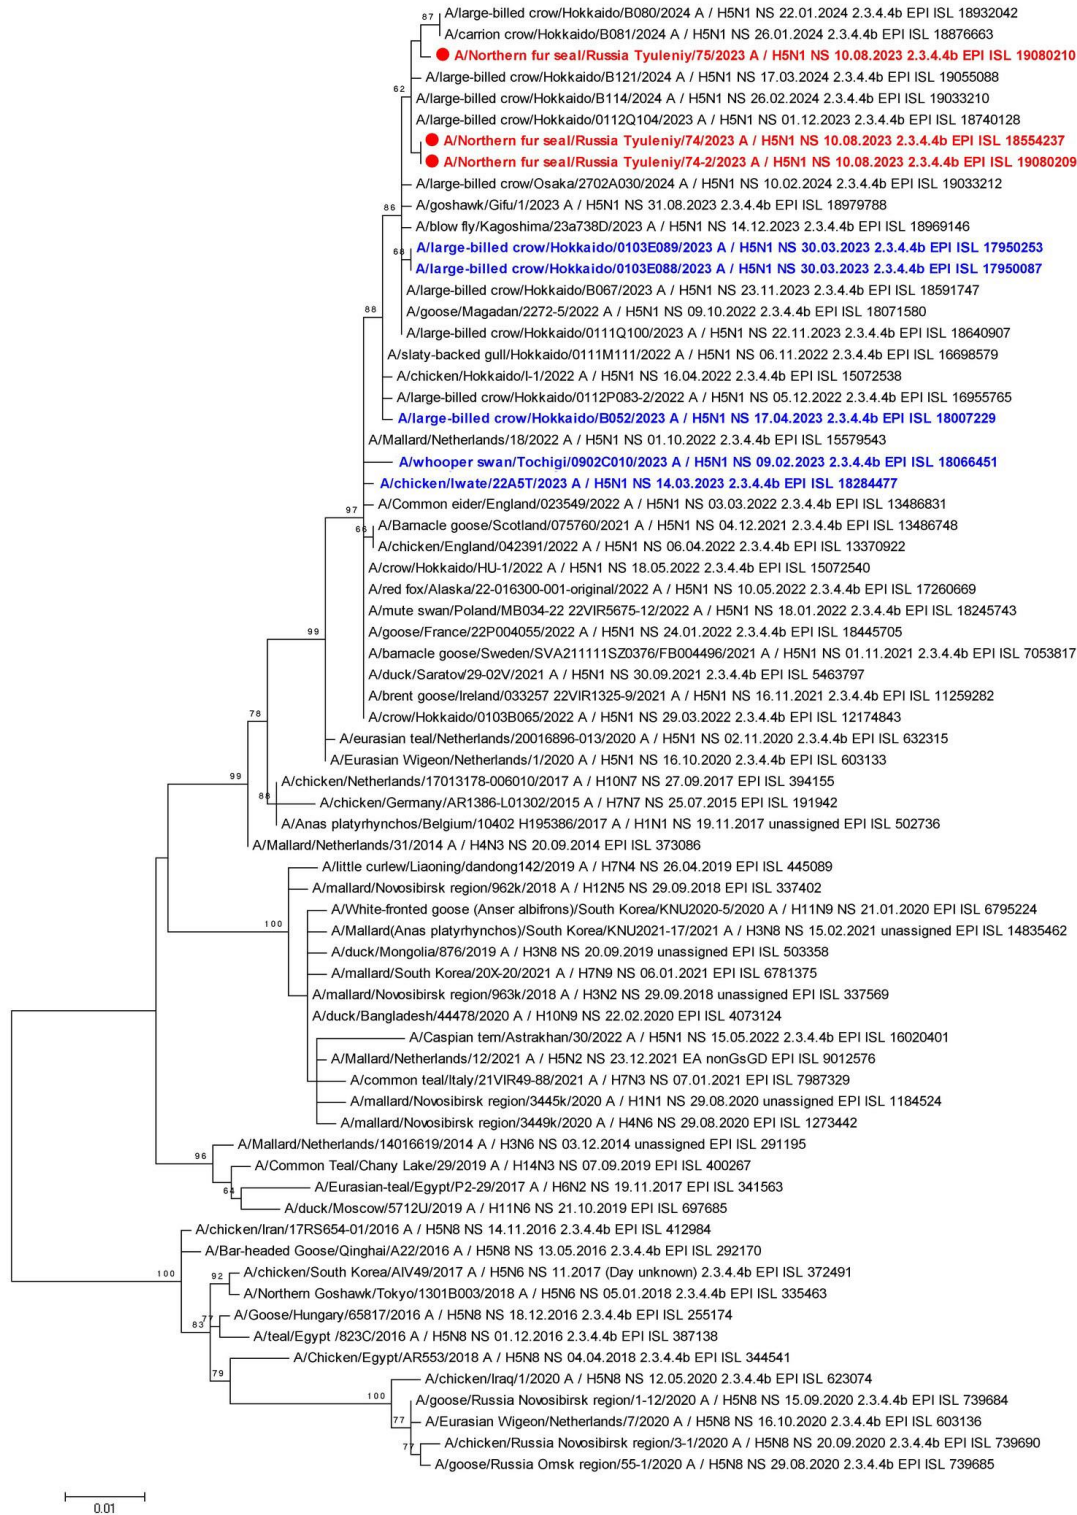 87
A/large-billed crow/Hokkaido/B080/2024 A / H5N1 NS 22.01.2024 2.3.4.4b EPI ISL 18932042
A/carrion crow/Hokkaido/B081/2024 A / H5N1 NS 26.01.2024 2.3.4.4b EPI ISL 18876663
A/Northern fur seal/Russia Tyuleniy/75/2023 A / H5N1 NS 10.08.2023 2.3.4.4b EPI ISL 19080210
A/large-billed crow/Hokkaido/B121/2024 A / H5N1 NS 17.03.2024 2.3.4.4b EPI ISL 19055088
62
A/large-billed crow/Hokkaido/B114/2024 A / H5N1 NS 26.02.2024 2.3.4.4b EPI ISL 19033210
A/large-billed crow/Hokkaido/0112Q104/2023 A / H5N1 NS 01.12.2023 2.3.4.4b EPI ISL 18740128
A/Northern fur seal/Russia Tyuleniy/74/2023 A / H5N1 NS 10.08.2023 2.3.4.4b EPI ISL 18554237
A/Northern fur seal/Russia Tyuleniy/74-2/2023 A / H5N1 NS 10.08.2023 2.3.4.4b EPI ISL 19080209
A/large-billed crow/Osaka/2702A030/2024 A / H5N1 NS 10.02.2024 2.3.4.4b EPI ISL 19033212
86
A/goshawk/Gifu/1/2023 A / H5N1 NS 31.08.2023 2.3.4.4b EPI ISL 18979788
A/blow fly/Kagoshima/23a738D/2023 A / H5N1 NS 14.12.2023 2.3.4.4b EPI ISL 18969146
68
A/large-billed crow/Hokkaido/0103E089/2023 A / H5N1 NS 30.03.2023 2.3.4.4b EPI ISL 17950253
A/large-billed crow/Hokkaido/0103E088/2023 A / H5N1 NS 30.03.2023 2.3.4.4b EPI ISL 17950087
A/large-billed crow/Hokkaido/B067/2023 A / H5N1 NS 23.11.2023 2.3.4.4b EPI ISL 18591747
88
A/goose/Magadan/2272-5/2022 A / H5N1 NS 09.10.2022 2.3.4.4b EPI ISL 18071580
A/large-billed crow/Hokkaido/0111Q100/2023 A / H5N1 NS 22.11.2023 2.3.4.4b EPI ISL 18640907
A/slaty-backed gull/Hokkaido/0111M111/2022 A / H5N1 NS 06.11.2022 2.3.4.4b EPI ISL 16698579
A/chicken/Hokkaido/I-1/2022 A / H5N1 NS 16.04.2022 2.3.4.4b EPI ISL 15072538
A/large-billed crow/Hokkaido/0112P083-2/2022 A / H5N1 NS 05.12.2022 2.3.4.4b EPI ISL 16955765
A/large-billed crow/Hokkaido/B052/2023 A / H5N1 NS 17.04.2023 2.3.4.4b EPI ISL 18007229
A/Mallard/Netherlands/18/2022 A / H5N1 NS 01.10.2022 2.3.4.4b EPI ISL 15579543
A/whooper swan/Tochigi/0902C010/2023 A / H5N1 NS 09.02.2023 2.3.4.4b EPI ISL 18066451
A/chicken/Iwate/22A5T/2023 A / H5N1 NS 14.03.2023 2.3.4.4b EPI ISL 18284477
A/Common eider/England/023549/2022 A / H5N1 NS 03.03.2022 2.3.4.4b EPI ISL 13486831
97
A/Barnacle goose/Scotland/075760/2021 A / H5N1 NS 04.12.2021 2.3.4.4b EPI ISL 13486748
66
A/chicken/England/042391/2022 A / H5N1 NS 06.04.2022 2.3.4.4b EPI ISL 13370922
A/crow/Hokkaido/HU-1/2022 A / H5N1 NS 18.05.2022 2.3.4.4b EPI ISL 15072540
A/red fox/Alaska/22-016300-001-original/2022 A / H5N1 NS 10.05.2022 2.3.4.4b EPI ISL 17260669
A/mute swan/Poland/MB034-22 22VIR5675-12/2022 A / H5N1 NS 18.01.2022 2.3.4.4b EPI ISL 18245743
99
A/goose/France/22P004055/2022 A / H5N1 NS 24.01.2022 2.3.4.4b EPI ISL 18445705
A/barnacle goose/Sweden/SVA211111SZ0376/FB004496/2021 A / H5N1 NS 01.11.2021 2.3.4.4b EPI ISL 7053817
A/duck/Saratov/29-02V/2021 A / H5N1 NS 30.09.2021 2.3.4.4b EPI ISL 5463797
A/brent goose/Ireland/033257 22VIR1325-9/2021 A / H5N1 NS 16.11.2021 2.3.4.4b EPI ISL 11259282
78
A/crow/Hokkaido/0103B065/2022 A / H5N1 NS 29.03.2022 2.3.4.4b EPI ISL 12174843
A/eurasian teal/Netherlands/20016896-013/2020 A / H5N1 NS 02.11.2020 2.3.4.4b EPI ISL 632315
A/Eurasian Wigeon/Netherlands/1/2020 A / H5N1 NS 16.10.2020 2.3.4.4b EPI ISL 603133
99
A/chicken/Netherlands/17013178-006010/2017 A / H10N7 NS 27.09.2017 EPI ISL 394155
88
A/chicken/Germany/AR1386-L01302/2015 A / H7N7 NS 25.07.2015 EPI ISL 191942
A/Anas platyrhynchos/Belgium/10402 H195386/2017 A / H1N1 NS 19.11.2017 unassigned EPI ISL 502736
A/Mallard/Netherlands/31/2014 A / H4N3 NS 20.09.2014 EPI ISL 373086
A/little curlew/Liaoning/dandong142/2019 A / H7N4 NS 26.04.2019 EPI ISL 445089
A/mallard/Novosibirsk region/962k/2018 A / H12N5 NS 29.09.2018 EPI ISL 337402
A/White-fronted goose (Anser albifrons)/South Korea/KNU2020-5/2020 A / H11N9 NS 21.01.2020 EPI ISL 6795224
100
A/Mallard(Anas platyrhynchos)/South Korea/KNU2021-17/2021 A / H3N8 NS 15.02.2021 unassigned EPI ISL 14835462
A/duck/Mongolia/876/2019 A / H3N8 NS 20.09.2019 unassigned EPI ISL 503358
A/mallard/South Korea/20X-20/2021 A / H7N9 NS 06.01.2021 EPI ISL 6781375
A/mallard/Novosibirsk region/963k/2018 A / H3N2 NS 29.09.2018 unassigned EPI ISL 337569
A/duck/Bangladesh/44478/2020 A / H10N9 NS 22.02.2020 EPI ISL 4073124
A/Caspian tern/Astrakhan/30/2022 A / H5N1 NS 15.05.2022 2.3.4.4b EPI ISL 16020401
A/Mallard/Netherlands/12/2021 A / H5N2 NS 23.12.2021 EA nonGsGD EPI ISL 9012576
A/common teal/Italy/21VIR49-88/2021 A / H7N3 NS 07.01.2021 EPI ISL 7987329
A/mallard/Novosibirsk region/3445k/2020 A / H1N1 NS 29.08.2020 unassigned EPI ISL 1184524
A/mallard/Novosibirsk region/3449k/2020 A / H4N6 NS 29.08.2020 EPI ISL 1273442
A/Mallard/Netherlands/14016619/2014 A / H3N6 NS 03.12.2014 unassigned EPI ISL 291195
96
A/Common Teal/Chany Lake/29/2019 A / H14N3 NS 07.09.2019 EPI ISL 400267
64
A/Eurasian-teal/Egypt/P2-29/2017 A / H6N2 NS 19.11.2017 EPI ISL 341563
A/duck/Moscow/5712U/2019 A / H11N6 NS 21.10.2019 EPI ISL 697685
A/chicken/Iran/17RS654-01/2016 A / H5N8 NS 14.11.2016 2.3.4.4b EPI ISL 412984
A/Bar-headed Goose/Qinghai/A22/2016 A / H5N8 NS 13.05.2016 2.3.4.4b EPI ISL 292170
100
92
A/chicken/South Korea/AIV49/2017 A / H5N6 NS 11.2017 (Day unknown) 2.3.4.4b EPI ISL 372491
A/Northern Goshawk/Tokyo/1301B003/2018 A / H5N6 NS 05.01.2018 2.3.4.4b EPI ISL 335463
A/Goose/Hungary/65817/2016 A / H5N8 NS 18.12.2016 2.3.4.4b EPI ISL 255174
83
77
A/teal/Egypt /823C/2016 A / H5N8 NS 01.12.2016 2.3.4.4b EPI ISL 387138
A/Chicken/Egypt/AR553/2018 A / H5N8 NS 04.04.2018 2.3.4.4b EPI ISL 344541
79
A/chicken/Iraq/1/2020 A / H5N8 NS 12.05.2020 2.3.4.4b EPI ISL 623074
100
A/goose/Russia Novosibirsk region/1-12/2020 A / H5N8 NS 15.09.2020 2.3.4.4b EPI ISL 739684
77
A/Eurasian Wigeon/Netherlands/7/2020 A / H5N8 NS 16.10.2020 2.3.4.4b EPI ISL 603136
77
A/chicken/Russia Novosibirsk region/3-1/2020 A / H5N8 NS 20.09.2020 2.3.4.4b EPI ISL 739690
A/goose/Russia Omsk region/55-1/2020 A / H5N8 NS 29.08.2020 2.3.4.4b EPI ISL 739685
0.01